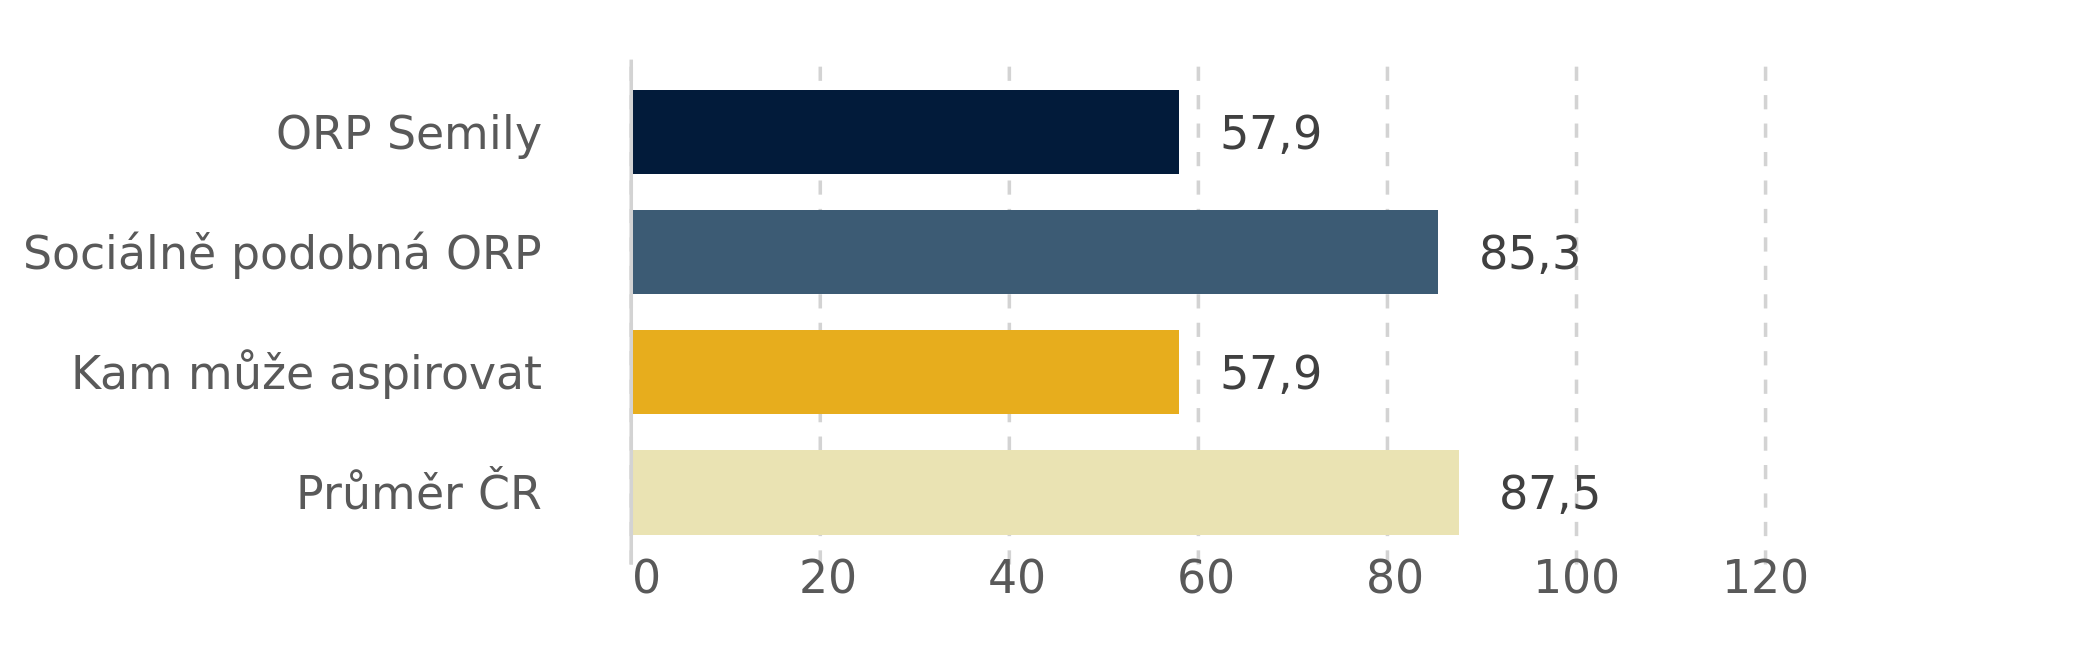 ORP Semily 57,9
Sociálně podobná ORP 85,3
Kam může aspirovat 57,9
Průměr ČR 87,5
0 20 40 60 80 100 120